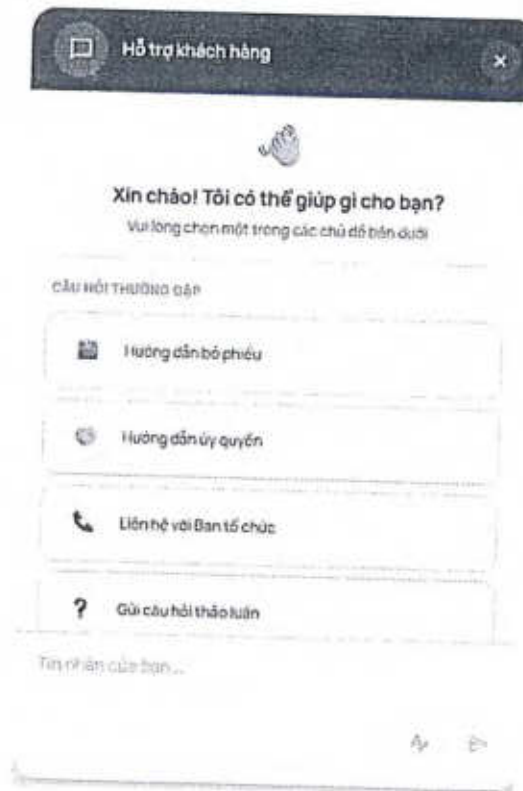 Hỗ trợ khách hàng
Xin chào! Tôi có thể giúp gì cho bạn?
Vui lòng chọn một trong các chủ đề bên dưới
CÂU HỎI THƯỜNG GẶP
Hướng dẫn bỏ phiếu
Hướng dẫn ủy quyền
Liên hệ với Ban tổ chức
? Gửi câu hỏi thảo luận
Tin nhắn của bạn...